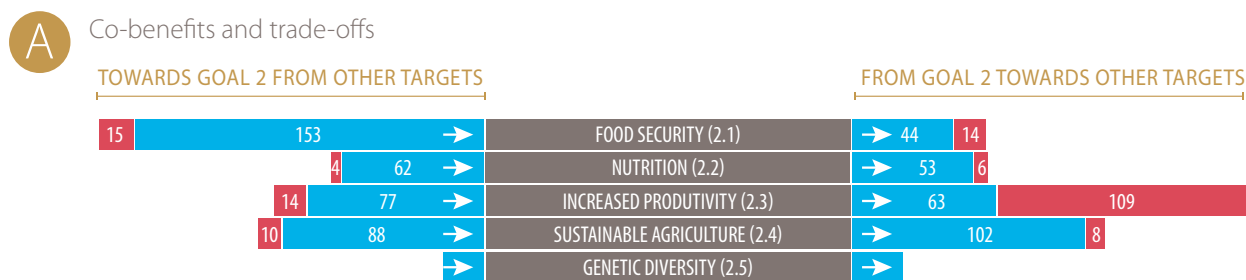 A
Co-benefits and trade-offs
TOWARDS GOAL 2 FROM OTHER TARGETS
FROM GOAL 2 TOWARDS OTHER TARGETS
15 153 FOOD SECURITY (2.1) 44 14
4 62 NUTRITION (2.2) 53 6
14 77 INCREASED PRODUTIVITY (2.3) 63 109
10 88 SUSTAINABLE AGRICULTURE (2.4) 102 8
GENETIC DIVERSITY (2.5)